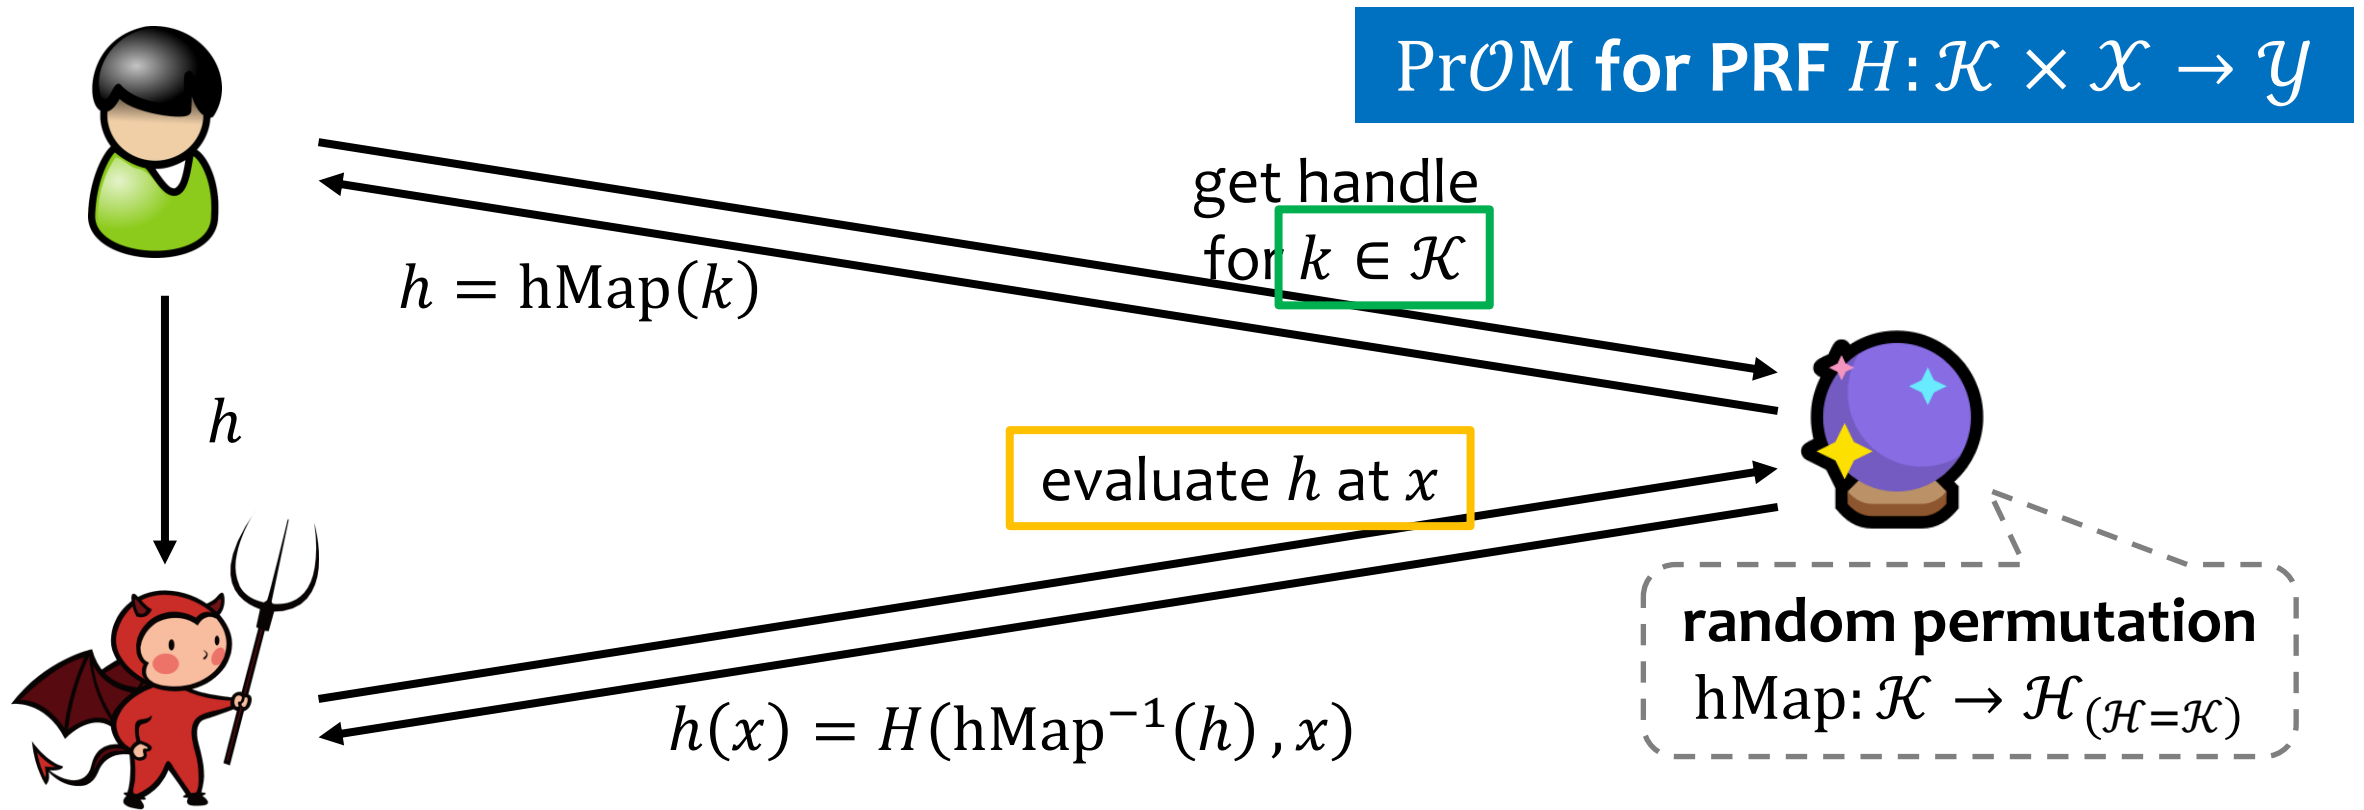 Pr𝒪M for PRF 𝐻: 𝒦 × 𝒳 → 𝒴
get handle
for 𝑘 ∈ 𝒦
ℎ = hMap(𝑘)
ℎ
evaluate ℎ at 𝑥
ℎ(𝑥) = 𝐻(hMap⁻¹(ℎ), 𝑥)
random permutation
hMap: 𝒦 → ℋ₍ℋ₌𝒦₎